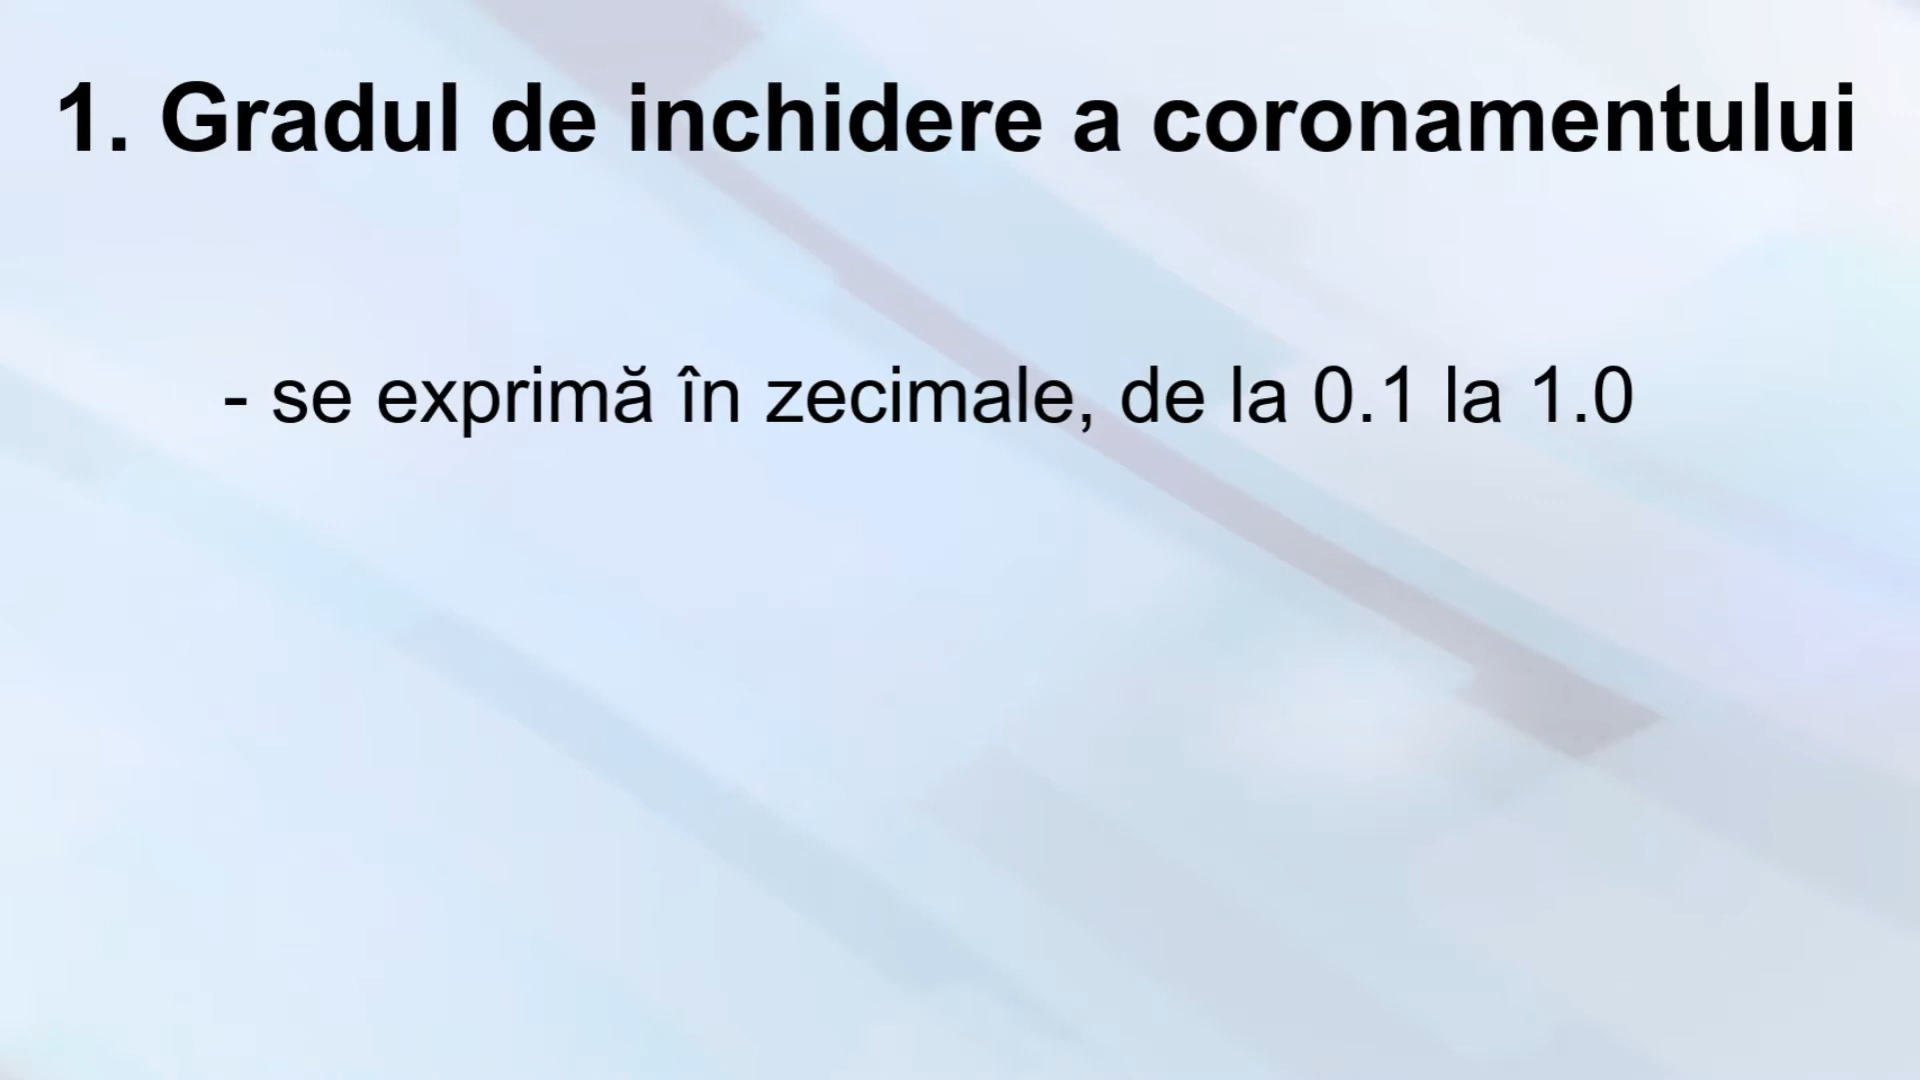 1. Gradul de inchidere a coronamentului
- se exprimă în zecimale, de la 0.1 la 1.0